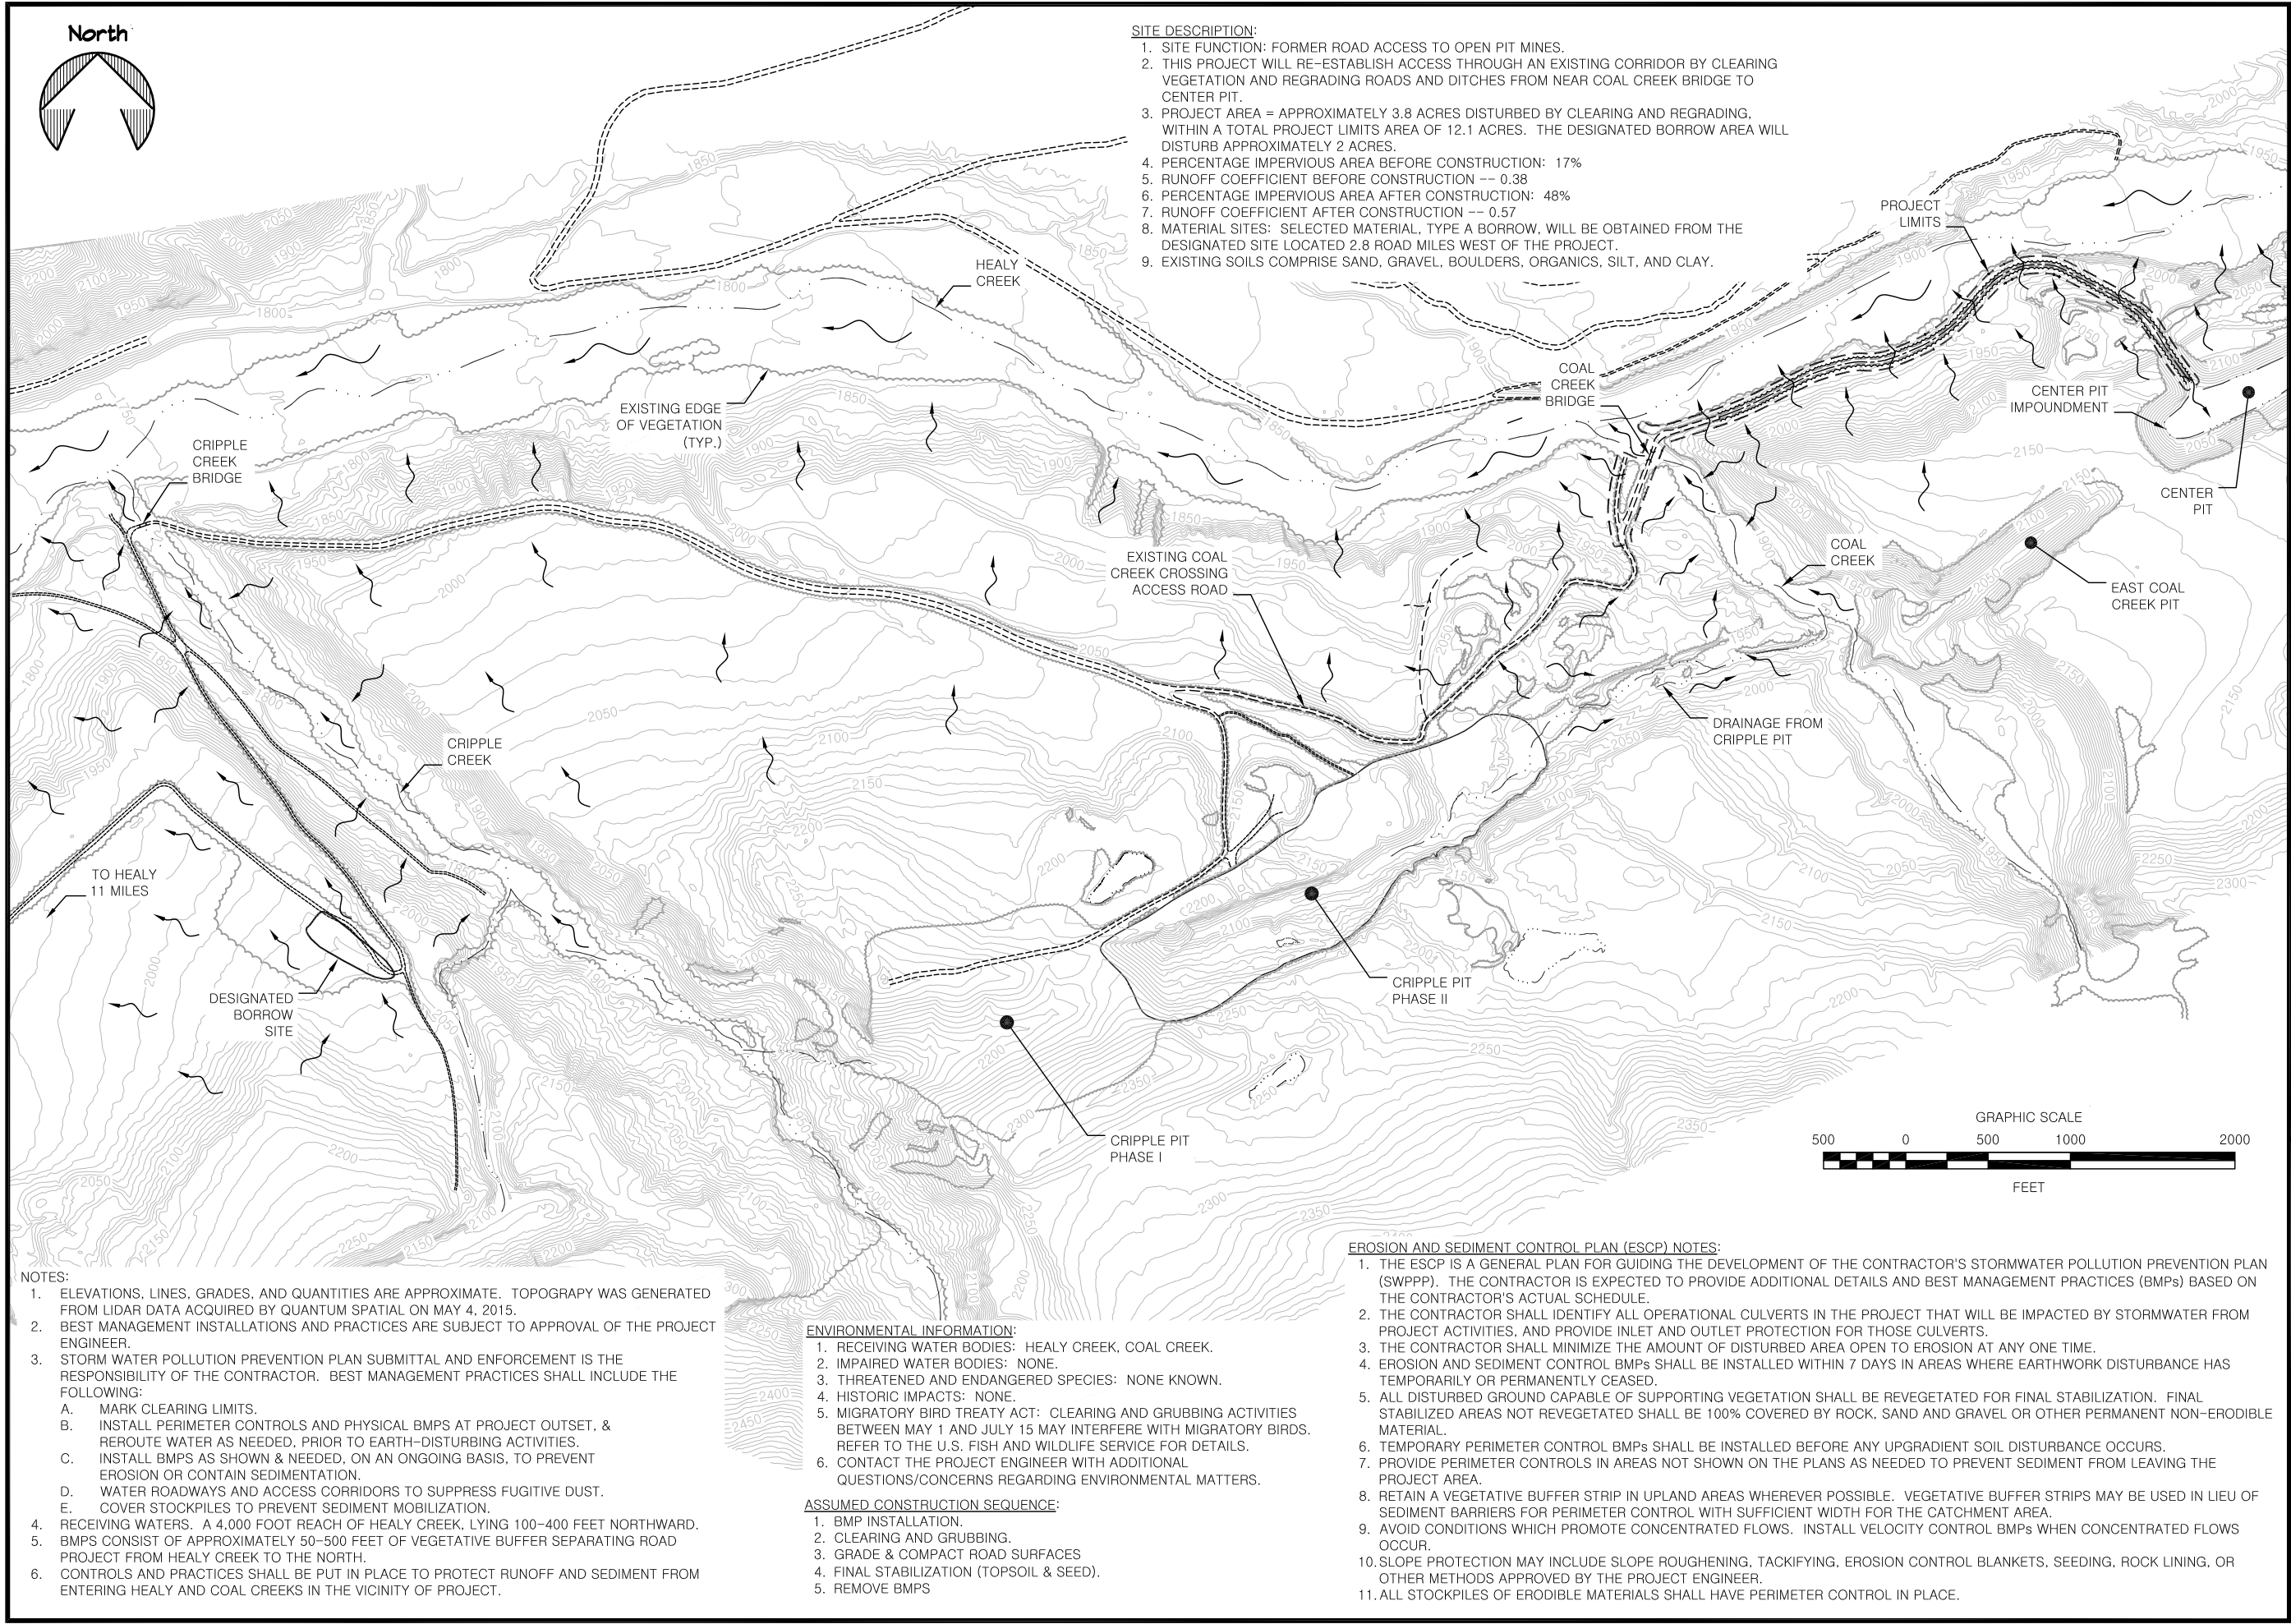 North
SITE DESCRIPTION:
1. SITE FUNCTION: FORMER ROAD ACCESS TO OPEN PIT MINES.
2. THIS PROJECT WILL RE-ESTABLISH ACCESS THROUGH AN EXISTING CORRIDOR BY CLEARING
VEGETATION AND REGRADING ROADS AND DITCHES FROM NEAR COAL CREEK BRIDGE TO
CENTER PIT.
3. PROJECT AREA = APPROXIMATELY 3.8 ACRES DISTURBED BY CLEARING AND REGRADING,
WITHIN A TOTAL PROJECT LIMITS AREA OF 12.1 ACRES. THE DESIGNATED BORROW AREA WILL
DISTURB APPROXIMATELY 2 ACRES.
4. PERCENTAGE IMPERVIOUS AREA BEFORE CONSTRUCTION: 17%
5. RUNOFF COEFFICIENT BEFORE CONSTRUCTION -- 0.38
6. PERCENTAGE IMPERVIOUS AREA AFTER CONSTRUCTION: 48%
7. RUNOFF COEFFICIENT AFTER CONSTRUCTION -- 0.57
8. MATERIAL SITES: SELECTED MATERIAL, TYPE A BORROW, WILL BE OBTAINED FROM THE
DESIGNATED SITE LOCATED 2.8 ROAD MILES WEST OF THE PROJECT.
9. EXISTING SOILS COMPRISE SAND, GRAVEL, BOULDERS, ORGANICS, SILT, AND CLAY.
PROJECT
LIMITS
HEALY
CREEK
COAL
CREEK
BRIDGE
CENTER PIT
IMPOUNDMENT
EXISTING EDGE
OF VEGETATION
(TYP.)
CRIPPLE
CREEK
BRIDGE
CENTER
PIT
EXISTING COAL
CREEK CROSSING
ACCESS ROAD
COAL
CREEK
EAST COAL
CREEK PIT
DRAINAGE FROM
CRIPPLE PIT
CRIPPLE
CREEK
TO HEALY
11 MILES
DESIGNATED
BORROW
SITE
CRIPPLE PIT
PHASE II
CRIPPLE PIT
PHASE I
GRAPHIC SCALE
500 0 500 1000 2000
FEET
NOTES:
1. ELEVATIONS, LINES, GRADES, AND QUANTITIES ARE APPROXIMATE. TOPOGRAPY WAS GENERATED
FROM LIDAR DATA ACQUIRED BY QUANTUM SPATIAL ON MAY 4, 2015.
2. BEST MANAGEMENT INSTALLATIONS AND PRACTICES ARE SUBJECT TO APPROVAL OF THE PROJECT
ENGINEER.
3. STORM WATER POLLUTION PREVENTION PLAN SUBMITTAL AND ENFORCEMENT IS THE
RESPONSIBILITY OF THE CONTRACTOR. BEST MANAGEMENT PRACTICES SHALL INCLUDE THE
FOLLOWING:
A. MARK CLEARING LIMITS.
B. INSTALL PERIMETER CONTROLS AND PHYSICAL BMPS AT PROJECT OUTSET, &
REROUTE WATER AS NEEDED, PRIOR TO EARTH-DISTURBING ACTIVITIES.
C. INSTALL BMPS AS SHOWN & NEEDED, ON AN ONGOING BASIS, TO PREVENT
EROSION OR CONTAIN SEDIMENTATION.
D. WATER ROADWAYS AND ACCESS CORRIDORS TO SUPPRESS FUGITIVE DUST.
E. COVER STOCKPILES TO PREVENT SEDIMENT MOBILIZATION.
4. RECEIVING WATERS. A 4,000 FOOT REACH OF HEALY CREEK, LYING 100-400 FEET NORTHWARD.
5. BMPS CONSIST OF APPROXIMATELY 50-500 FEET OF VEGETATIVE BUFFER SEPARATING ROAD
PROJECT FROM HEALY CREEK TO THE NORTH.
6. CONTROLS AND PRACTICES SHALL BE PUT IN PLACE TO PROTECT RUNOFF AND SEDIMENT FROM
ENTERING HEALY AND COAL CREEKS IN THE VICINITY OF PROJECT.
ENVIRONMENTAL INFORMATION:
1. RECEIVING WATER BODIES: HEALY CREEK, COAL CREEK.
2. IMPAIRED WATER BODIES: NONE.
3. THREATENED AND ENDANGERED SPECIES: NONE KNOWN.
4. HISTORIC IMPACTS: NONE.
5. MIGRATORY BIRD TREATY ACT: CLEARING AND GRUBBING ACTIVITIES
BETWEEN MAY 1 AND JULY 15 MAY INTERFERE WITH MIGRATORY BIRDS.
REFER TO THE U.S. FISH AND WILDLIFE SERVICE FOR DETAILS.
6. CONTACT THE PROJECT ENGINEER WITH ADDITIONAL
QUESTIONS/CONCERNS REGARDING ENVIRONMENTAL MATTERS.
ASSUMED CONSTRUCTION SEQUENCE:
1. BMP INSTALLATION.
2. CLEARING AND GRUBBING.
3. GRADE & COMPACT ROAD SURFACES
4. FINAL STABILIZATION (TOPSOIL & SEED).
5. REMOVE BMPS
EROSION AND SEDIMENT CONTROL PLAN (ESCP) NOTES:
1. THE ESCP IS A GENERAL PLAN FOR GUIDING THE DEVELOPMENT OF THE CONTRACTOR'S STORMWATER POLLUTION PREVENTION PLAN
(SWPPP). THE CONTRACTOR IS EXPECTED TO PROVIDE ADDITIONAL DETAILS AND BEST MANAGEMENT PRACTICES (BMPs) BASED ON
THE CONTRACTOR'S ACTUAL SCHEDULE.
2. THE CONTRACTOR SHALL IDENTIFY ALL OPERATIONAL CULVERTS IN THE PROJECT THAT WILL BE IMPACTED BY STORMWATER FROM
PROJECT ACTIVITIES, AND PROVIDE INLET AND OUTLET PROTECTION FOR THOSE CULVERTS.
3. THE CONTRACTOR SHALL MINIMIZE THE AMOUNT OF DISTURBED AREA OPEN TO EROSION AT ANY ONE TIME.
4. EROSION AND SEDIMENT CONTROL BMPs SHALL BE INSTALLED WITHIN 7 DAYS IN AREAS WHERE EARTHWORK DISTURBANCE HAS
TEMPORARILY OR PERMANENTLY CEASED.
5. ALL DISTURBED GROUND CAPABLE OF SUPPORTING VEGETATION SHALL BE REVEGETATED FOR FINAL STABILIZATION. FINAL
STABILIZED AREAS NOT REVEGETATED SHALL BE 100% COVERED BY ROCK, SAND AND GRAVEL OR OTHER PERMANENT NON-ERODIBLE
MATERIAL.
6. TEMPORARY PERIMETER CONTROL BMPs SHALL BE INSTALLED BEFORE ANY UPGRADIENT SOIL DISTURBANCE OCCURS.
7. PROVIDE PERIMETER CONTROLS IN AREAS NOT SHOWN ON THE PLANS AS NEEDED TO PREVENT SEDIMENT FROM LEAVING THE
PROJECT AREA.
8. RETAIN A VEGETATIVE BUFFER STRIP IN UPLAND AREAS WHEREVER POSSIBLE. VEGETATIVE BUFFER STRIPS MAY BE USED IN LIEU OF
SEDIMENT BARRIERS FOR PERIMETER CONTROL WITH SUFFICIENT WIDTH FOR THE CATCHMENT AREA.
9. AVOID CONDITIONS WHICH PROMOTE CONCENTRATED FLOWS. INSTALL VELOCITY CONTROL BMPs WHEN CONCENTRATED FLOWS
OCCUR.
10. SLOPE PROTECTION MAY INCLUDE SLOPE ROUGHENING, TACKIFYING, EROSION CONTROL BLANKETS, SEEDING, ROCK LINING, OR
OTHER METHODS APPROVED BY THE PROJECT ENGINEER.
11. ALL STOCKPILES OF ERODIBLE MATERIALS SHALL HAVE PERIMETER CONTROL IN PLACE.